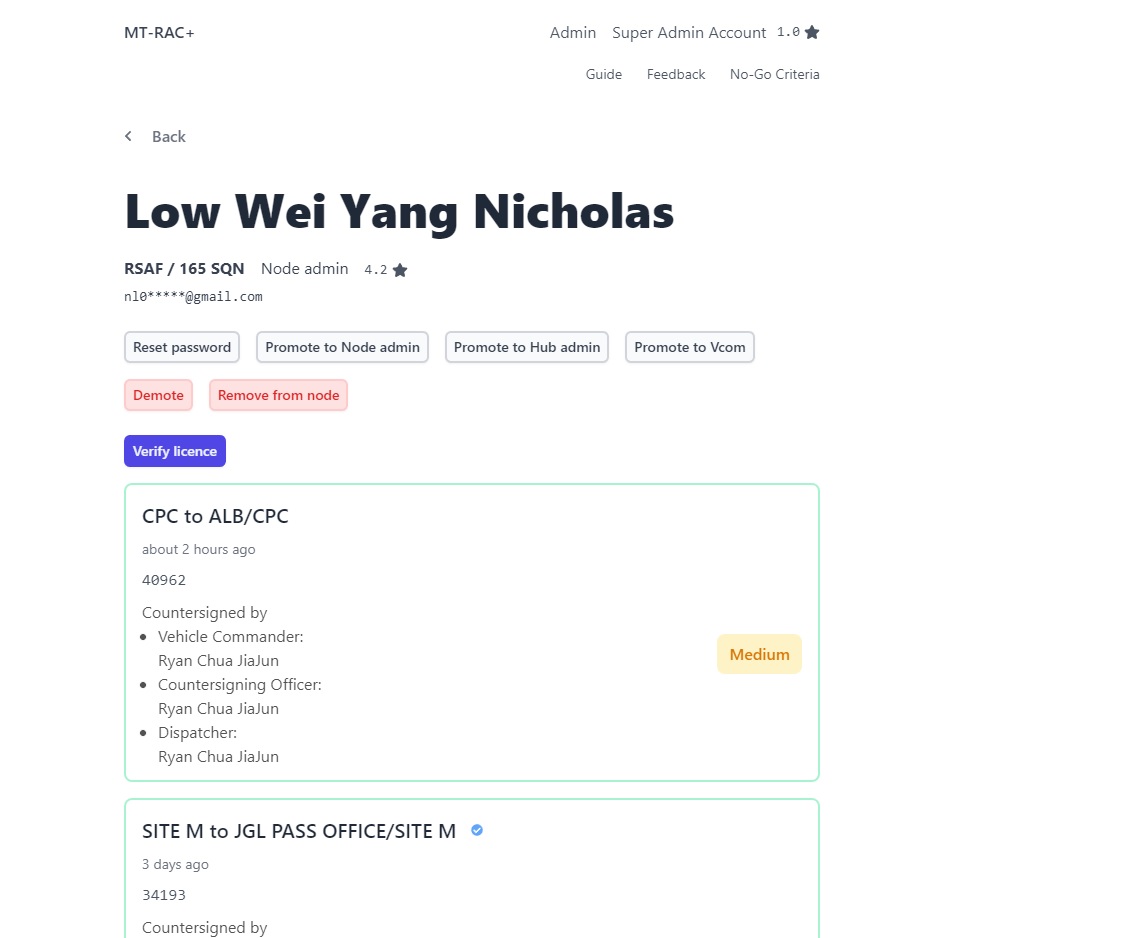 MT-RAC+
Admin Super Admin Account 1.0
Guide Feedback No-Go Criteria
Back
Low Wei Yang Nicholas
RSAF / 165 SQN Node admin 4.2
nl0*****@gmail.com
Reset password Promote to Node admin Promote to Hub admin Promote to Vcom
Demote Remove from node
Verify licence
CPC to ALB/CPC
about 2 hours ago
40962
Countersigned by
Vehicle Commander:
Ryan Chua JiaJun
Countersigning Officer:
Ryan Chua JiaJun
Dispatcher:
Ryan Chua JiaJun
Medium
SITE M to JGL PASS OFFICE/SITE M
3 days ago
34193
Countersigned by